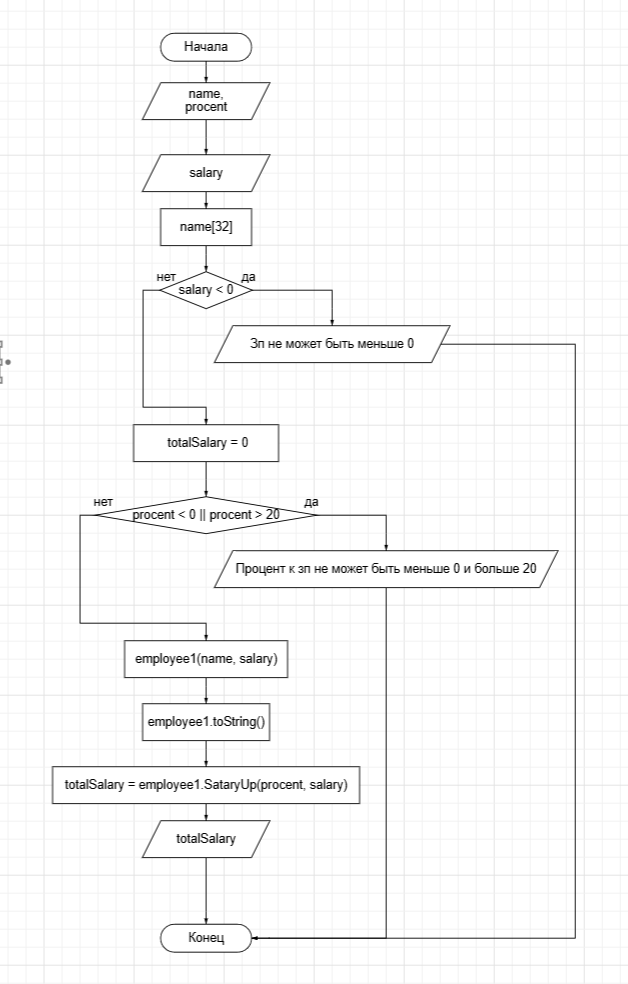 Начала
name,
procent
salary
name[32]
нет
да
salary < 0
Зп не может быть меньше 0
totalSalary = 0
нет
да
procent < 0 || procent > 20
Процент к зп не может быть меньше 0 и больше 20
employee1(name, salary)
employee1.toString()
totalSalary = employee1.SataryUp(procent, salary)
totalSalary
Конец